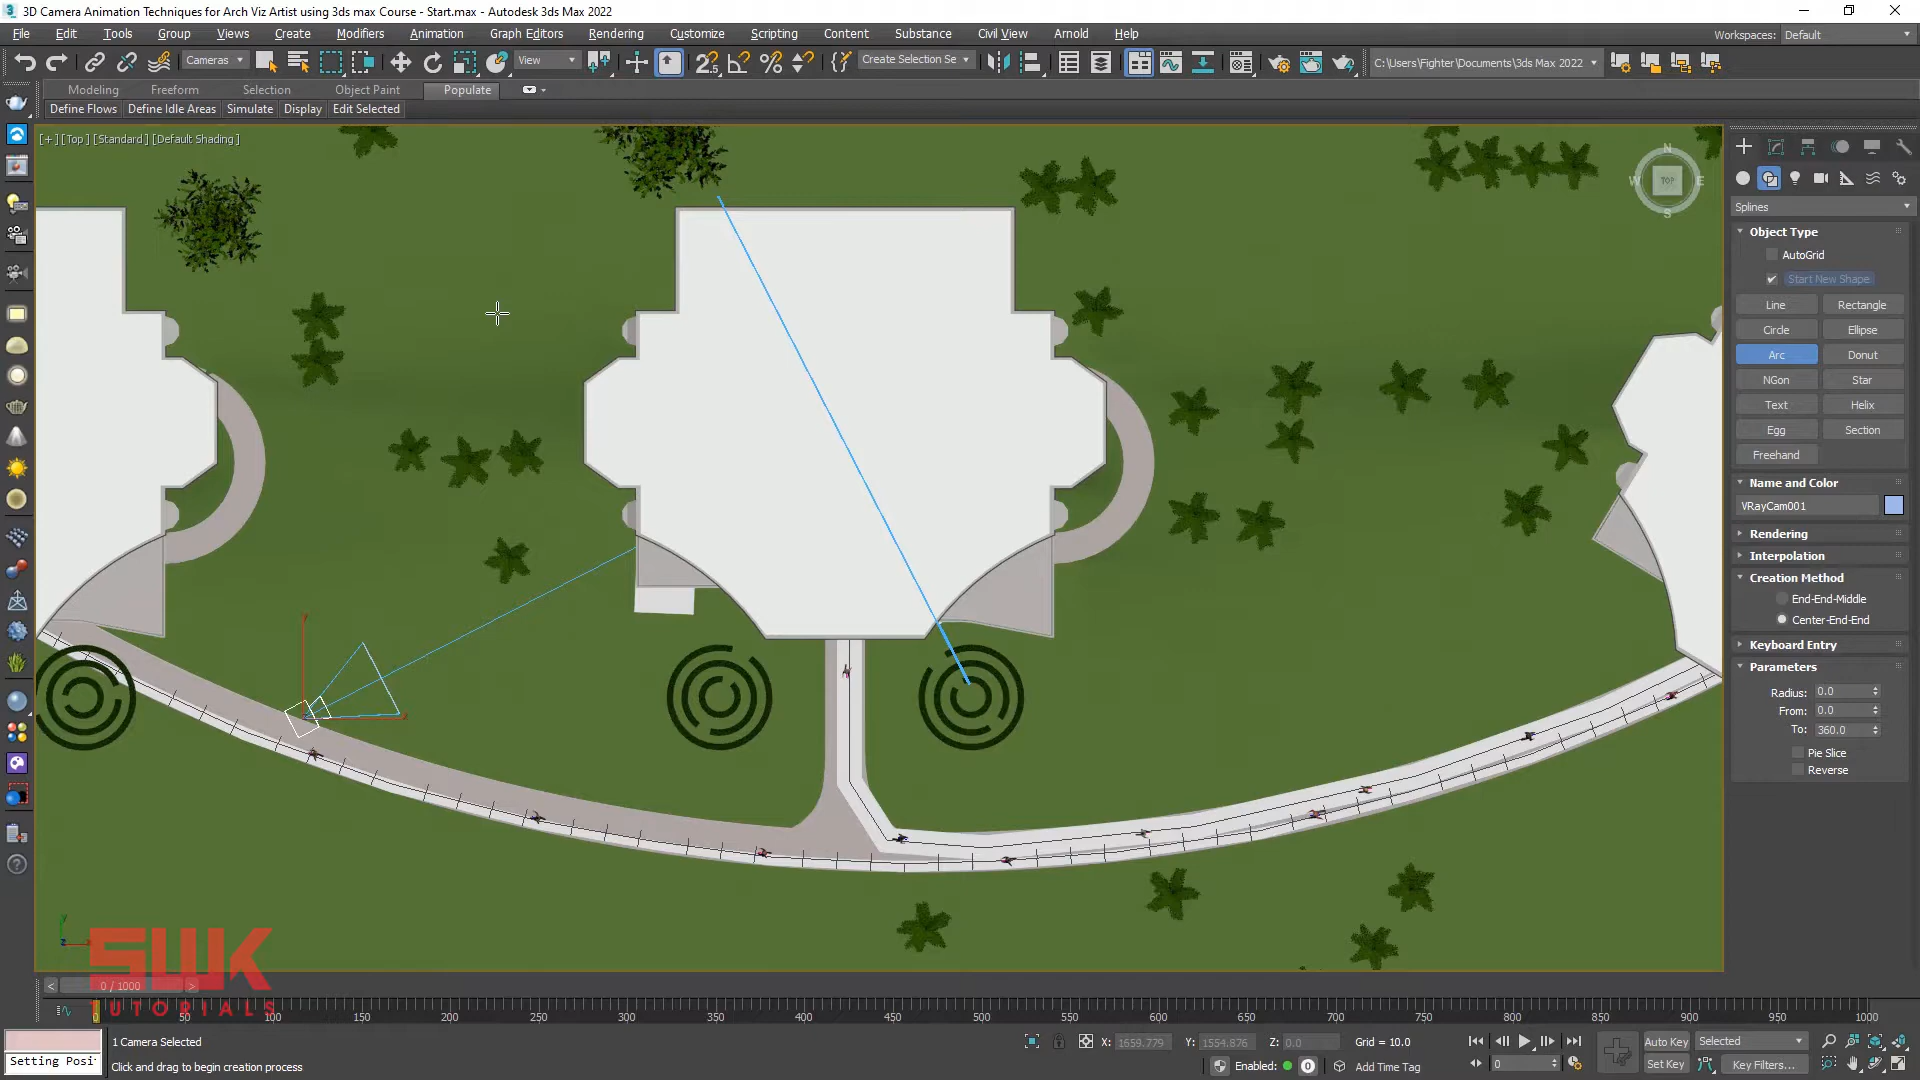 3D Camera Animation Techniques for Arch Viz Artist using 3ds max Course - Start.max - Autodesk 3ds Max 2022
File Edit Tools Group Views Create Modifiers Animation Graph Editors Rendering Customize Scripting Content Substance Civil View Arnold Help
Workspaces: Default
Cameras View Create Selection Se C:\Users\Fighter\Documents\3ds Max 2022
Modeling Freeform Selection Object Paint Populate
Define Flows Define Idle Areas Simulate Display Edit Selected
[+] [Top] [Standard] [Default Shading]
N
W TOP E
S
Splines
Object Type
AutoGrid
Start New Shape
Line Rectangle
Circle Ellipse
Arc Donut
NGon Star
Text Helix
Egg Section
Freehand
Name and Color
VRayCam001
Rendering
Interpolation
Creation Method
End-End-Middle
Center-End-End
Keyboard Entry
Parameters
Radius: 0.0
From: 0.0
To: 360.0
Pie Slice
Reverse
SWK
TUTORIALS
< 0 / 1000 >
50 100 150 200 250 300 350 400 450 500 550 600 650 700 750 800 850 900 950 1000
1 Camera Selected
X: 1659.779 Y: 1554.876 Z: 0.0 Grid = 10.0
Auto Key Selected
Setting Posi
Click and drag to begin creation process
Enabled: 0 Add Time Tag
0
Set Key Key Filters...